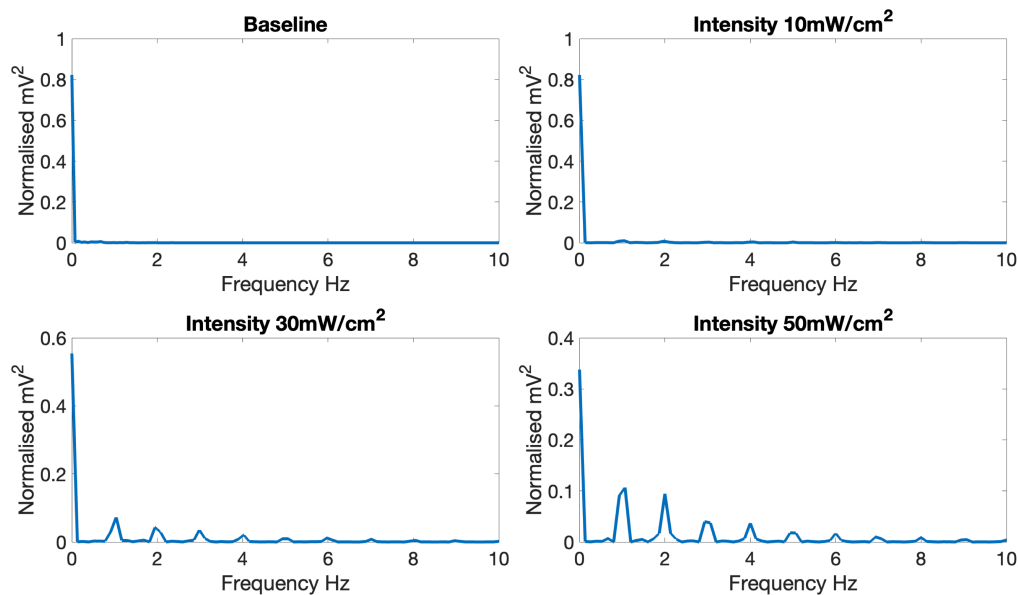 Baseline
1
0.8
0.6
0.4
0.2
0
Normalised mV²
0 2 4 6 8 10
Frequency Hz
Intensity 10mW/cm²
1
0.8
0.6
0.4
0.2
0
Normalised mV²
0 2 4 6 8 10
Frequency Hz
Intensity 30mW/cm²
0.6
0.4
0.2
0
Normalised mV²
0 2 4 6 8 10
Frequency Hz
Intensity 50mW/cm²
0.4
0.3
0.2
0.1
0
Normalised mV²
0 2 4 6 8 10
Frequency Hz